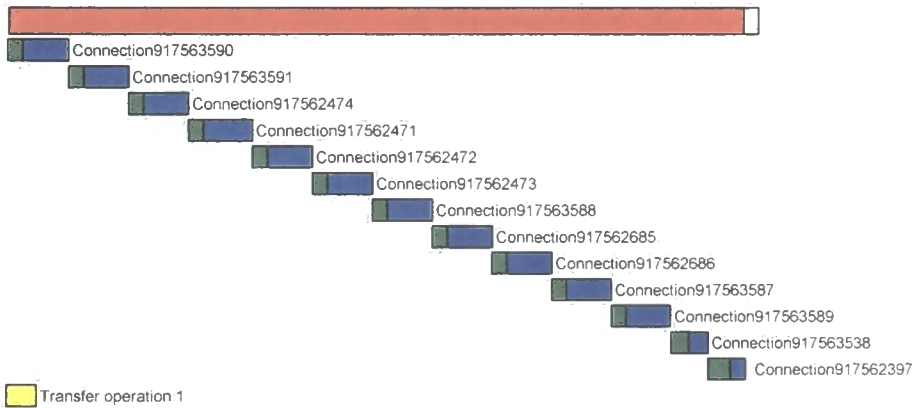 Connection917563590
Connection917563591
Connection917562474
Connection917562471
Connection917562472
Connection917562473
Connection917563588
Connection917562685
Connection917562686
Connection917563587
Connection917563589
Connection917563538
Connection917562397
Transfer operation 1